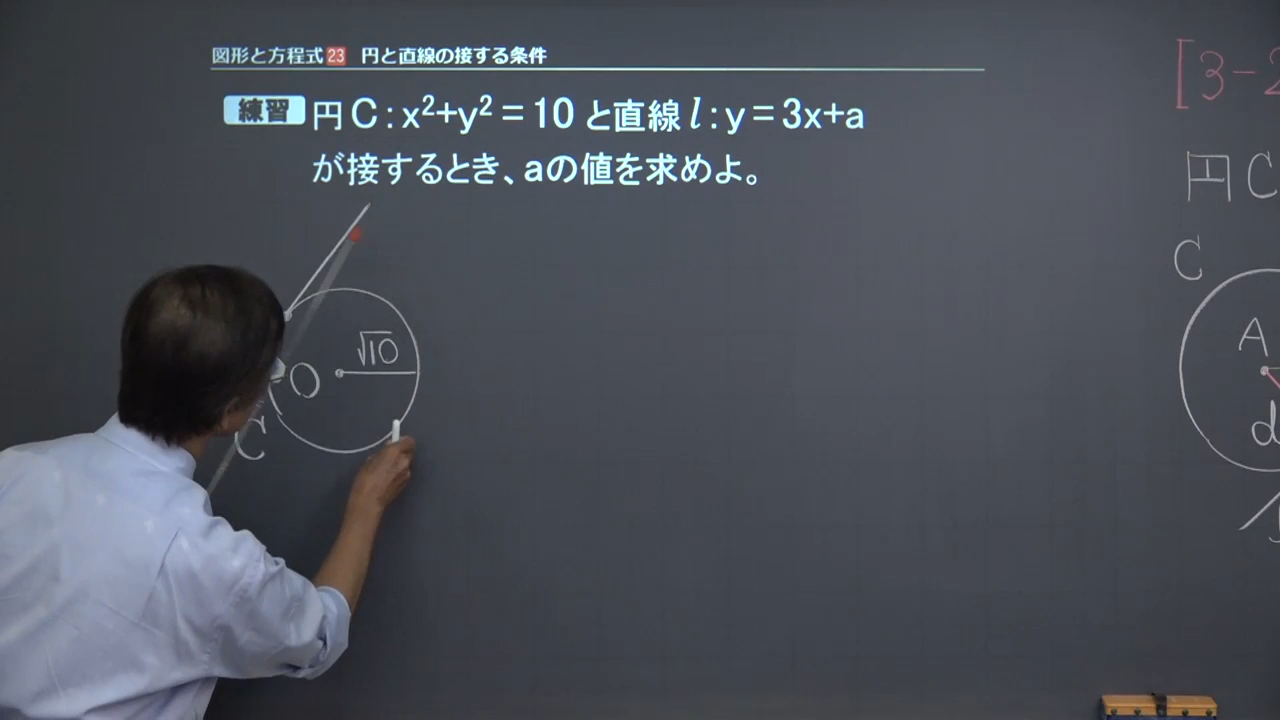 図形と方程式23 円と直線の接する条件
練習 円C:x²+y²=10と直線l:y=3x+a
が接するとき、aの値を求めよ。
√10
O
C
[3-2
円C
C
A
d